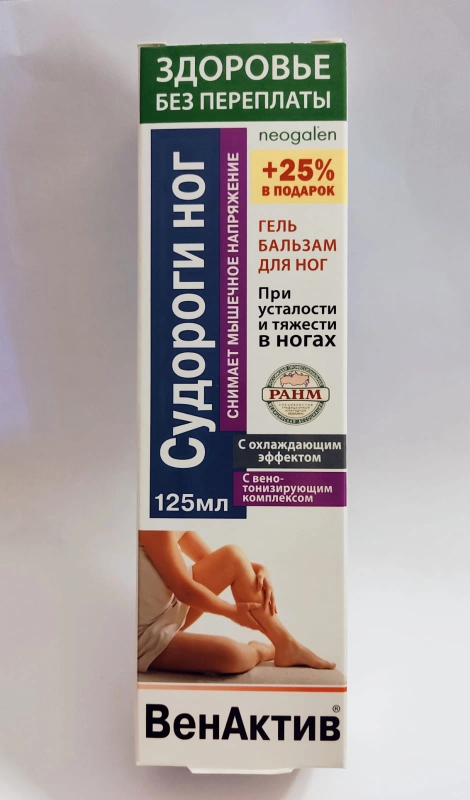 ЗДОРОВЬЕ
БЕЗ ПЕРЕПЛАТЫ
neogalen
+25%
В ПОДАРОК
Судороги ног
СНИМАЕТ МЫШЕЧНОЕ НАПРЯЖЕНИЕ
ГЕЛЬ
БАЛЬЗАМ
ДЛЯ НОГ
При
усталости
и тяжести
в ногах
РАНМ
С охлаждающим
эффектом
С вено-
тонизирующим
комплексом
125мл
ВенАктив®